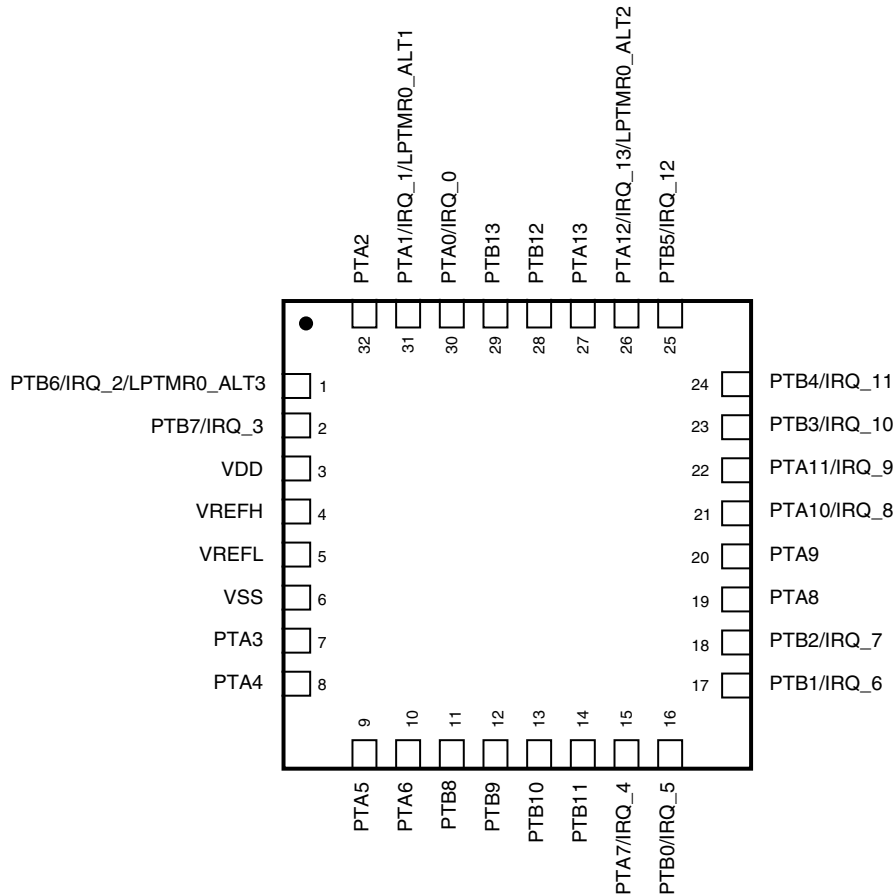 PTA2
PTA1/IRQ_1/LPTMR0_ALT1
PTA0/IRQ_0
PTB13
PTB12
PTA13
PTA12/IRQ_13/LPTMR0_ALT2
PTB5/IRQ_12
32
31
30
29
28
27
26
25
PTB6/IRQ_2/LPTMR0_ALT3
1
PTB7/IRQ_3
2
VDD
3
VREFH
4
VREFL
5
VSS
6
PTA3
7
PTA4
8
24
PTB4/IRQ_11
23
PTB3/IRQ_10
22
PTA11/IRQ_9
21
PTA10/IRQ_8
20
PTA9
19
PTA8
18
PTB2/IRQ_7
17
PTB1/IRQ_6
9
10
11
12
13
14
15
16
PTA5
PTA6
PTB8
PTB9
PTB10
PTB11
PTA7/IRQ_4
PTB0/IRQ_5